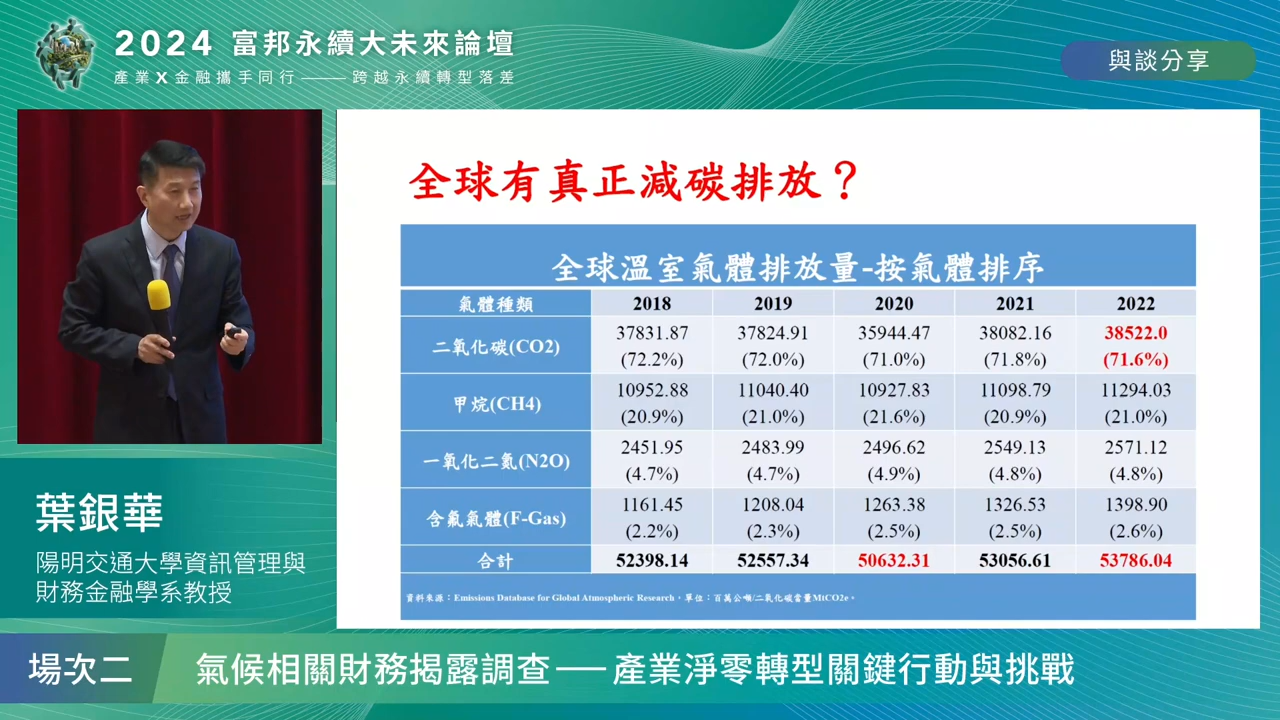 2024 富邦永續大未來論壇
產業X金融攜手同行——跨越永續轉型落差
與談分享
全球有真正減碳排放？
全球溫室氣體排放量-按氣體排序
氣體種類 2018 2019 2020 2021 2022
二氧化碳(CO2) 37831.87 37824.91 35944.47 38082.16 38522.0
(72.2%) (72.0%) (71.0%) (71.8%) (71.6%)
甲烷(CH4) 10952.88 11040.40 10927.83 11098.79 11294.03
(20.9%) (21.0%) (21.6%) (20.9%) (21.0%)
一氧化二氮(N2O) 2451.95 2483.99 2496.62 2549.13 2571.12
(4.7%) (4.7%) (4.9%) (4.8%) (4.8%)
含氟氣體(F-Gas) 1161.45 1208.04 1263.38 1326.53 1398.90
(2.2%) (2.3%) (2.5%) (2.5%) (2.6%)
合計 52398.14 52557.34 50632.31 53056.61 53786.04
資料來源：Emissions Database for Global Atmospheric Research，單位：百萬公噸/二氧化碳當量MtCO2e。
葉銀華
陽明交通大學資訊管理與
財務金融學系教授
場次二 氣候相關財務揭露調查——產業淨零轉型關鍵行動與挑戰